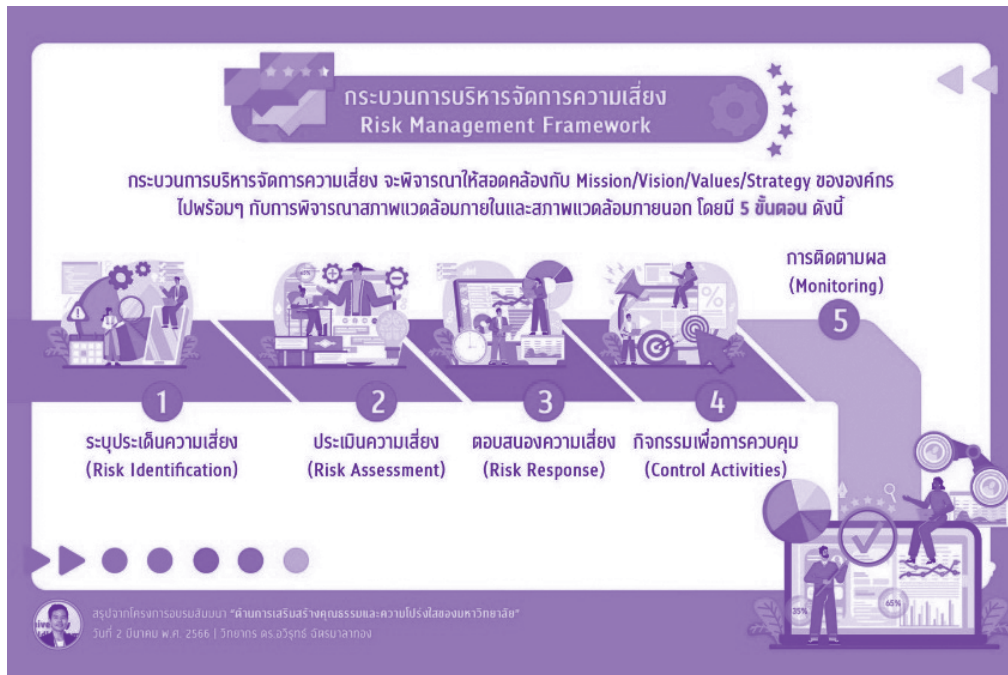 กระบวนการบริหารจัดการความเสี่ยง
Risk Management Framework
กระบวนการบริหารจัดการความเสี่ยง จะพิจารณาให้สอดคล้องกับ Mission/Vision/Values/Strategy ขององค์กร
ไปพร้อมๆ กับการพิจารณาสภาพแวดล้อมภายในและสภาพแวดล้อมภายนอก โดยมี 5 ขั้นตอน ดังนี้
1
ระบุประเด็นความเสี่ยง
(Risk Identification)
2
ประเมินความเสี่ยง
(Risk Assessment)
3
ตอบสนองความเสี่ยง
(Risk Response)
4
กิจกรรมเพื่อการควบคุม
(Control Activities)
การติดตามผล
(Monitoring)
5
35%
65%
สรุปจากโครงการอบรมสัมมนา “ด้านการเสริมสร้างคุณธรรมและความโปร่งใสของมหาวิทยาลัย”
วันที่ 2 มีนาคม พ.ศ. 2566 | วิทยากร ดร.อวิรุทธ์ ฉัตรมาลาทอง